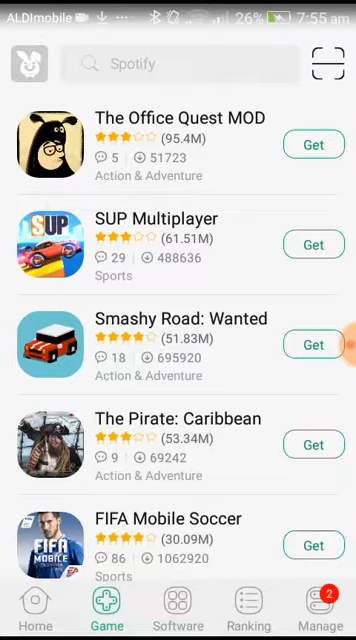 ALDImobile ... 26% 7:55 am
Spotify
The Office Quest MOD
(95.4M)
5 51723
Action & Adventure
Get
SUP
SUP Multiplayer
(61.51M)
29 488636
Sports
Get
Smashy Road: Wanted
(51.83M)
18 695920
Action & Adventure
Get
The Pirate: Caribbean
(53.34M)
9 69242
Action & Adventure
Get
FIFA
MOBILE
EA
FIFA Mobile Soccer
(30.09M)
86 1062920
Sports
Get
2
Home Game Software Ranking Manage